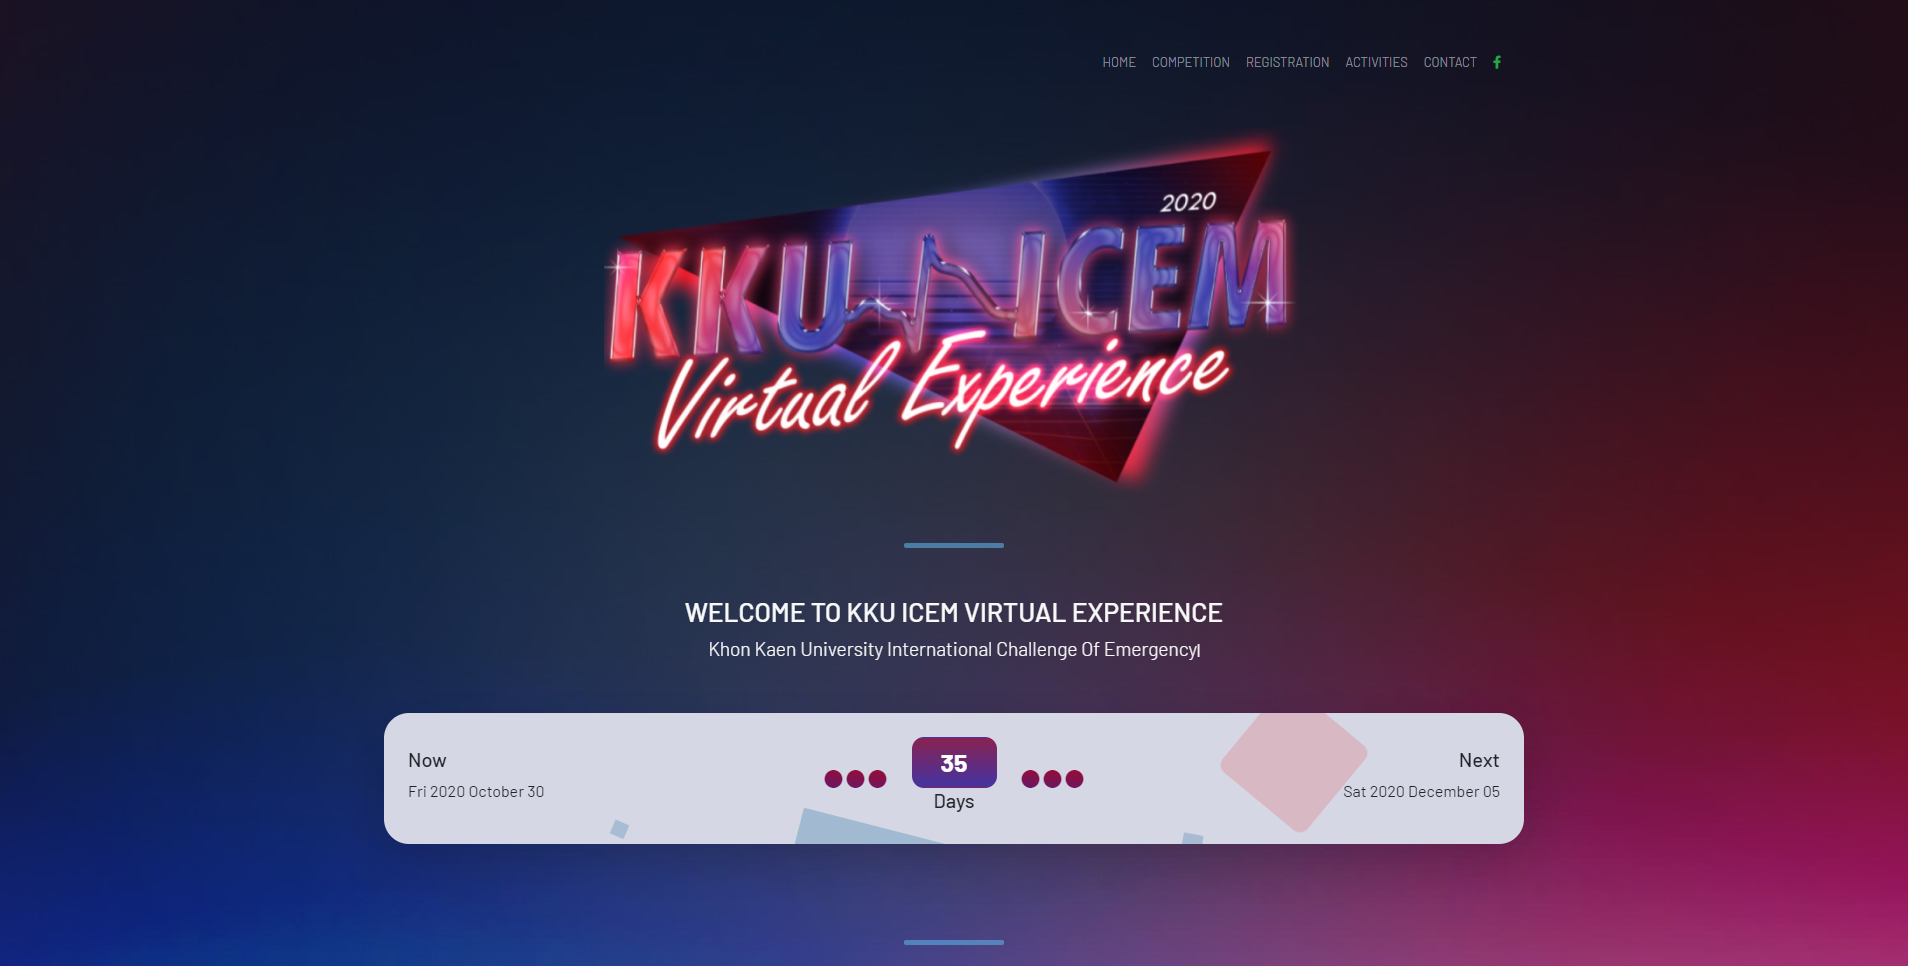 HOME COMPETITION REGISTRATION ACTIVITIES CONTACT
2020
KKU ICEM
Virtual Experience
WELCOME TO KKU ICEM VIRTUAL EXPERIENCE
Khon Kaen University International Challenge Of Emergency
Now
Fri 2020 October 30
35
Days
Next
Sat 2020 December 05